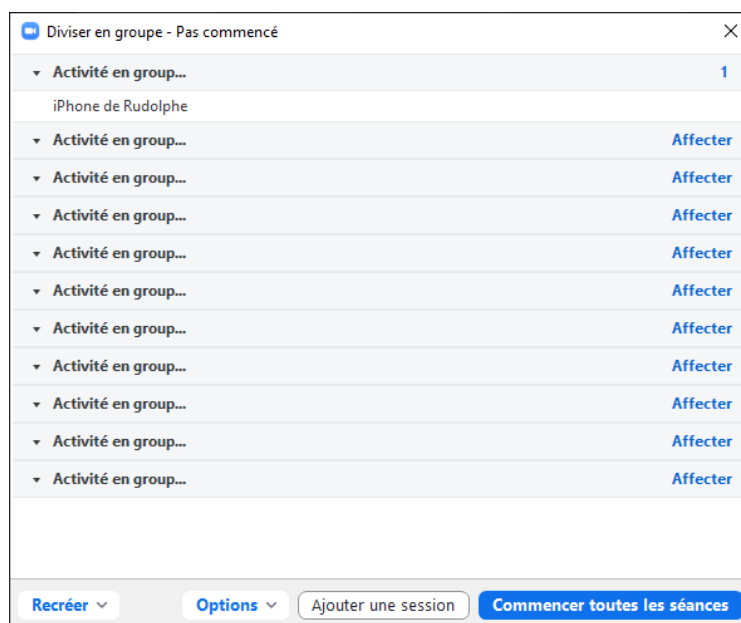 Diviser en groupe - Pas commencé
Activité en group... 1
iPhone de Rudolphe
Activité en group... Affecter
Activité en group... Affecter
Activité en group... Affecter
Activité en group... Affecter
Activité en group... Affecter
Activité en group... Affecter
Activité en group... Affecter
Activité en group... Affecter
Activité en group... Affecter
Activité en group... Affecter
Recréer Options Ajouter une session Commencer toutes les séances